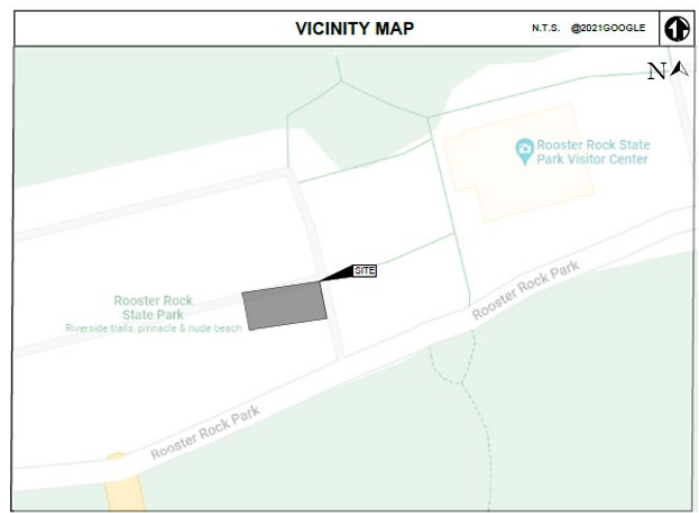 VICINITY MAP
N.T.S. @2021GOOGLE
N
Rooster Rock State
Park Visitor Center
SITE
Rooster Rock Park
Rooster Rock
State Park
Riverside trails, pinnacle & nude beach
Rooster Rock Park